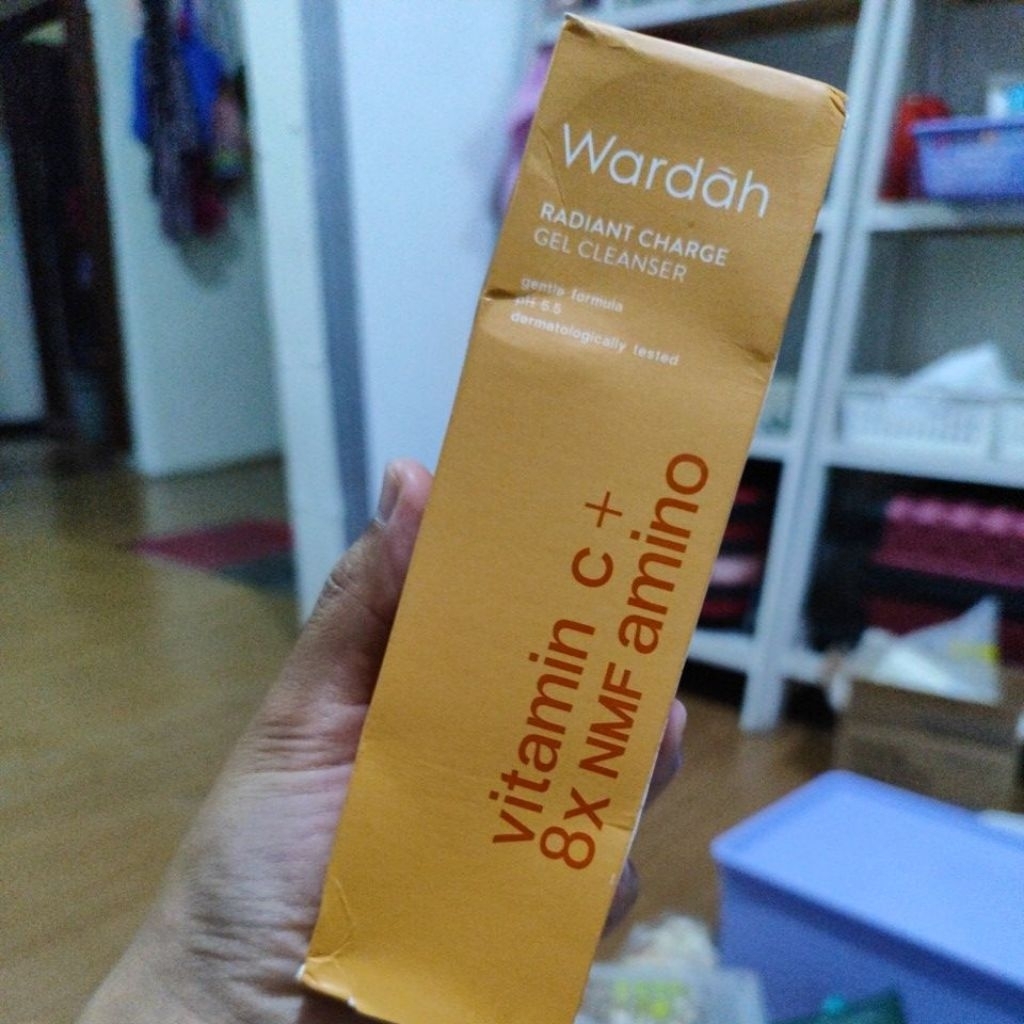 Wardāh
RADIANT CHARGE
GEL CLEANSER
gentle formula
pH 5.5
dermatologically tested
vitamin c +
8x NMF amino